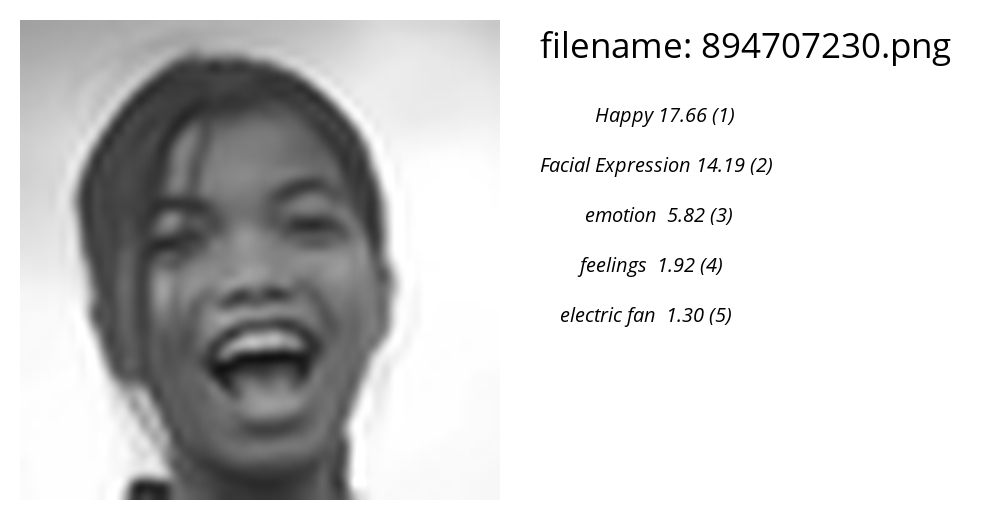 filename: 894707230.png
Happy 17.66 (1)
Facial Expression 14.19 (2)
emotion 5.82 (3)
feelings 1.92 (4)
electric fan 1.30 (5)